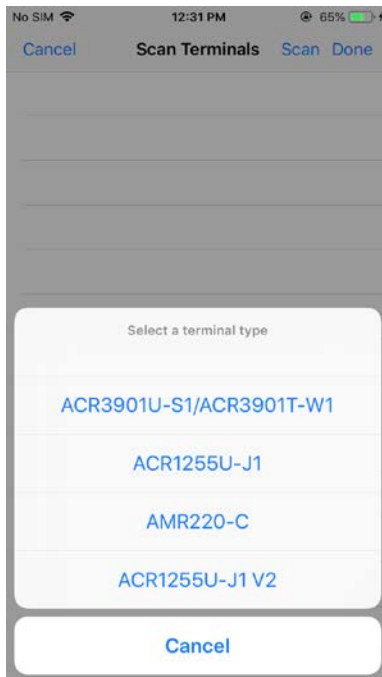 No SIM 12:31 PM 65%
Cancel Scan Terminals Scan Done
Select a terminal type
ACR3901U-S1/ACR3901T-W1
ACR1255U-J1
AMR220-C
ACR1255U-J1 V2
Cancel